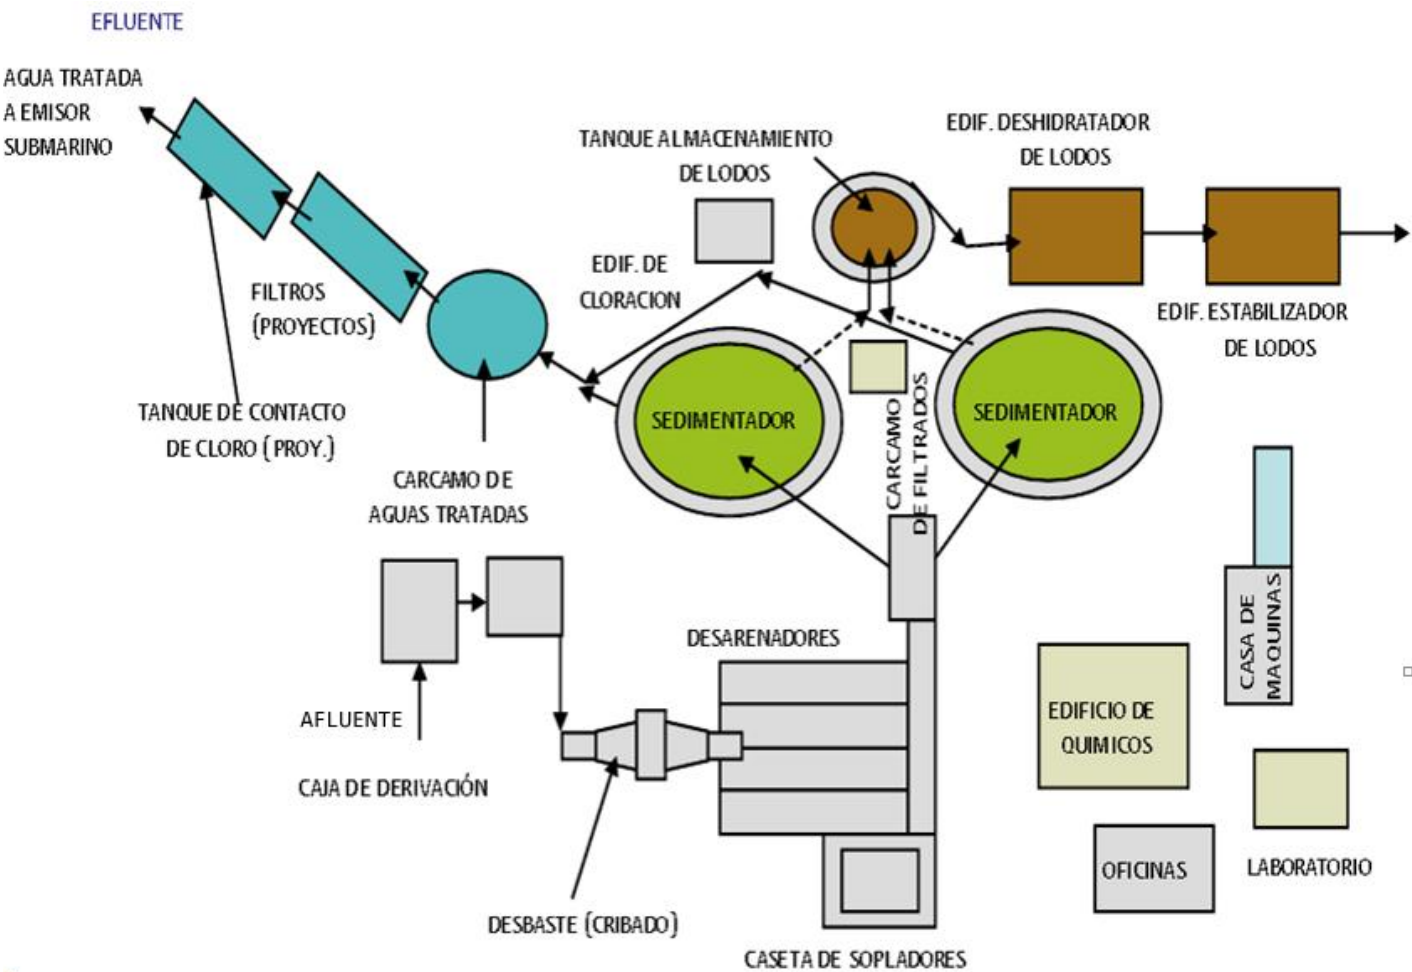 EFLUENTE
AGUA TRATADA
A EMISOR
SUBMARINO
TANQUE ALMACENAMIENTO
DE LODOS
EDIF. DESHIDRATADOR
DE LODOS
EDIF. DE
CLORACION
FILTROS
(PROYECTOS)
EDIF. ESTABILIZADOR
DE LODOS
TANQUE DE CONTACTO
DE CLORO ( PROY.)
SEDIMENTADOR
CARCAMO
DE FILTRADOS
SEDIMENTADOR
CARCAMO DE
AGUAS TRATADAS
DESARENADORES
CASA DE
MAQUINAS
AFLUENTE
CAJA DE DERIVACIÓN
EDIFICIO DE
QUIMICOS
OFICINAS
LABORATORIO
DESBASTE (CRIBADO)
CASETA DE SOPLADORES